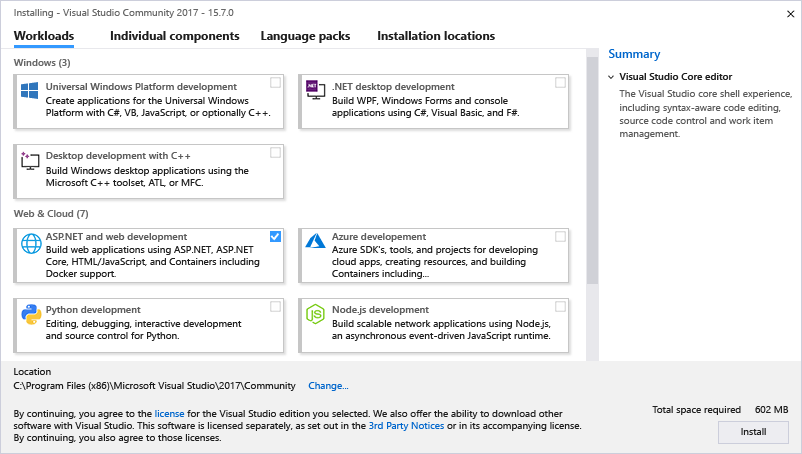 Installing - Visual Studio Community 2017 - 15.7.0
Workloads Individual components Language packs Installation locations
Windows (3)
Universal Windows Platform development
Create applications for the Universal Windows
Platform with C#, VB, JavaScript, or optionally C++.
.NET
.NET desktop development
Build WPF, Windows Forms and console
applications using C#, Visual Basic, and F#.
Desktop development with C++
Build Windows desktop applications using the
Microsoft C++ toolset, ATL, or MFC.
Web & Cloud (7)
ASP.NET and web development
Build web applications using ASP.NET, ASP.NET
Core, HTML/JavaScript, and Containers including
Docker support.
Azure developement
Azure SDK's, tools, and projects for developing
cloud apps, creating resources, and building
Containers including...
Python development
Editing, debugging, interactive development
and source control for Python.
JS
Node.js development
Build scalable network applications using Node.js,
an asynchronous event-driven JavaScript runtime.
Summary
Visual Studio Core editor
The Visual Studio core shell experience,
including syntax-aware code editing,
source code control and work item
management.
Location
C:\Program Files (x86)\Microsoft Visual Studio\2017\Community Change...
By continuing, you agree to the license for the Visual Studio edition you selected. We also offer the ability to download other
software with Visual Studio. This software is licensed separately, as set out in the 3rd Party Notices or in its accompanying license.
By continuing, you also agree to those licenses.
Total space required 602 MB
Install